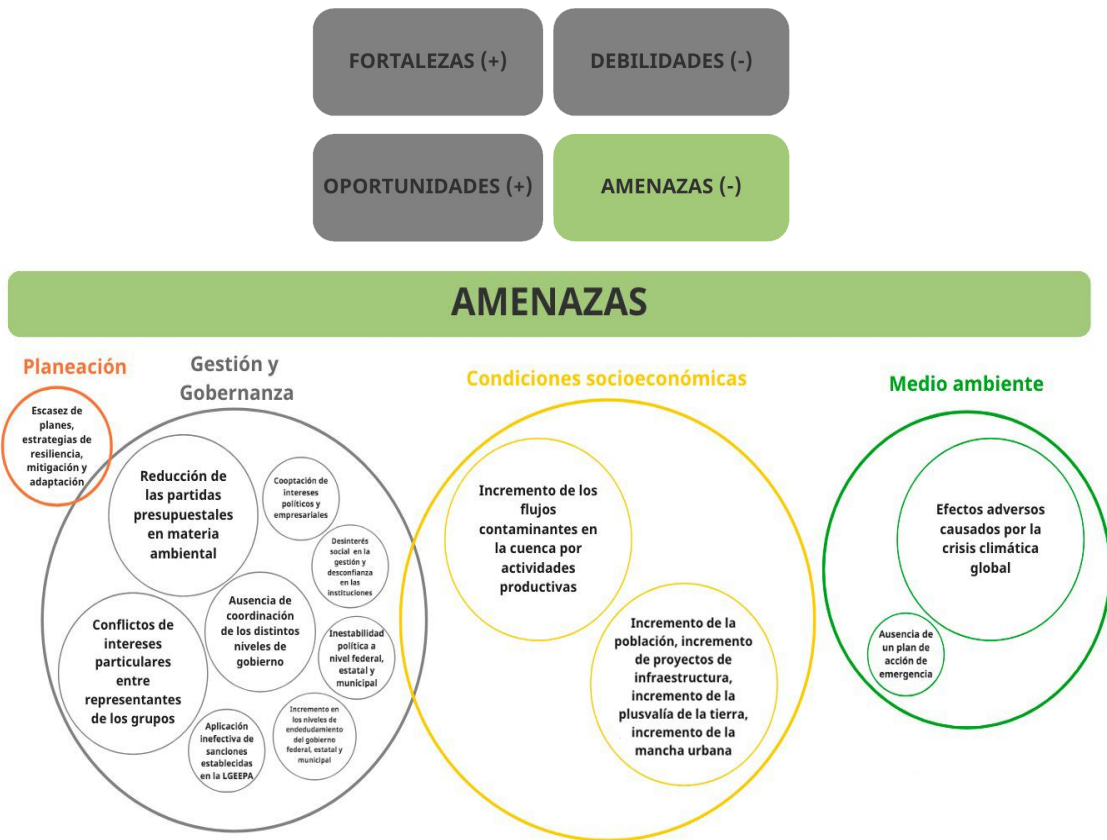 FORTALEZAS (+)
DEBILIDADES (-)
OPORTUNIDADES (+)
AMENAZAS (-)
AMENAZAS
Planeación
Escasez de
planes,
estrategias de
resiliencia,
mitigación y
adaptación
Gestión y
Gobernanza
Reducción de
las partidas
presupuestales
en materia
ambiental
Cooptación de
intereses
políticos y
empresariales
Desinterés
social en la
gestión y
desconfianza
en las
instituciones
Ausencia de
coordinación
de los distintos
niveles de
gobierno
Conflictos de
intereses
particulares
entre
representantes
de los grupos
Inestabilidad
política a
nivel federal,
estatal y
municipal
Aplicación
inefectiva de
sanciones
establecidas
en la LGEEPA
Incremento en
los niveles de
endedudamiento
del gobierno
federal, estatal y
municipal
Condiciones socioeconómicas
Incremento de los
flujos
contaminantes en
la cuenca por
actividades
productivas
Incremento de la
población, incremento
de proyectos de
infraestructura,
incremento de la
plusvalía de la tierra,
incremento de la
mancha urbana
Medio ambiente
Efectos adversos
causados por la
crisis climática
global
Ausencia de
un plan de
acción de
emergencia